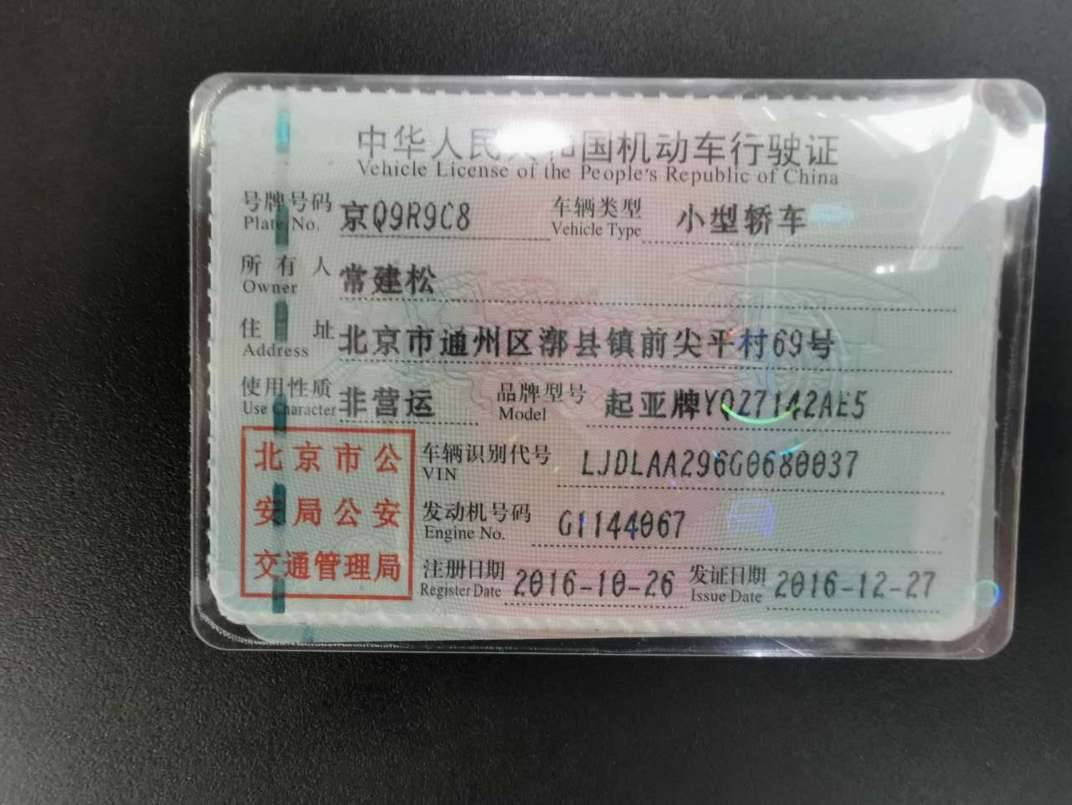 中华人民共和国机动车行驶证
Vehicle License of the People's Republic of China
号牌号码 京Q9R9C8 车辆类型 小型轿车
Plate No. Vehicle Type
所有人 常建松
Owner
住址 北京市通州区漷县镇前尖平村69号
Address
使用性质 非营运 品牌型号 起亚牌YQZ7142AE5
Use Character Model
北京市公
安局公安
交通管理局
车辆识别代号 LJDLAA296G0680037
VIN
发动机号码 G1144067
Engine No.
注册日期 2016-10-26 发证日期 2016-12-27
Register Date Issue Date